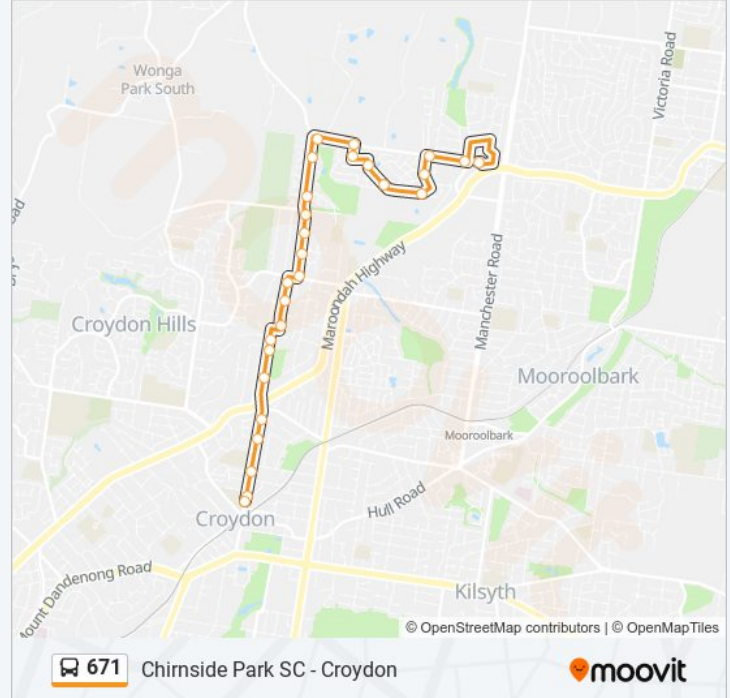 Wonga
Park South
Victoria Road
Maroondah Highway
Manchester Road
Croydon Hills
Mooroolbark
Mooroolbark
Hull Road
Croydon
Mount Dandenong Road
Kilsyth
© OpenStreetMap contributors | © OpenMapTiles
671 Chirnside Park SC - Croydon
moovit